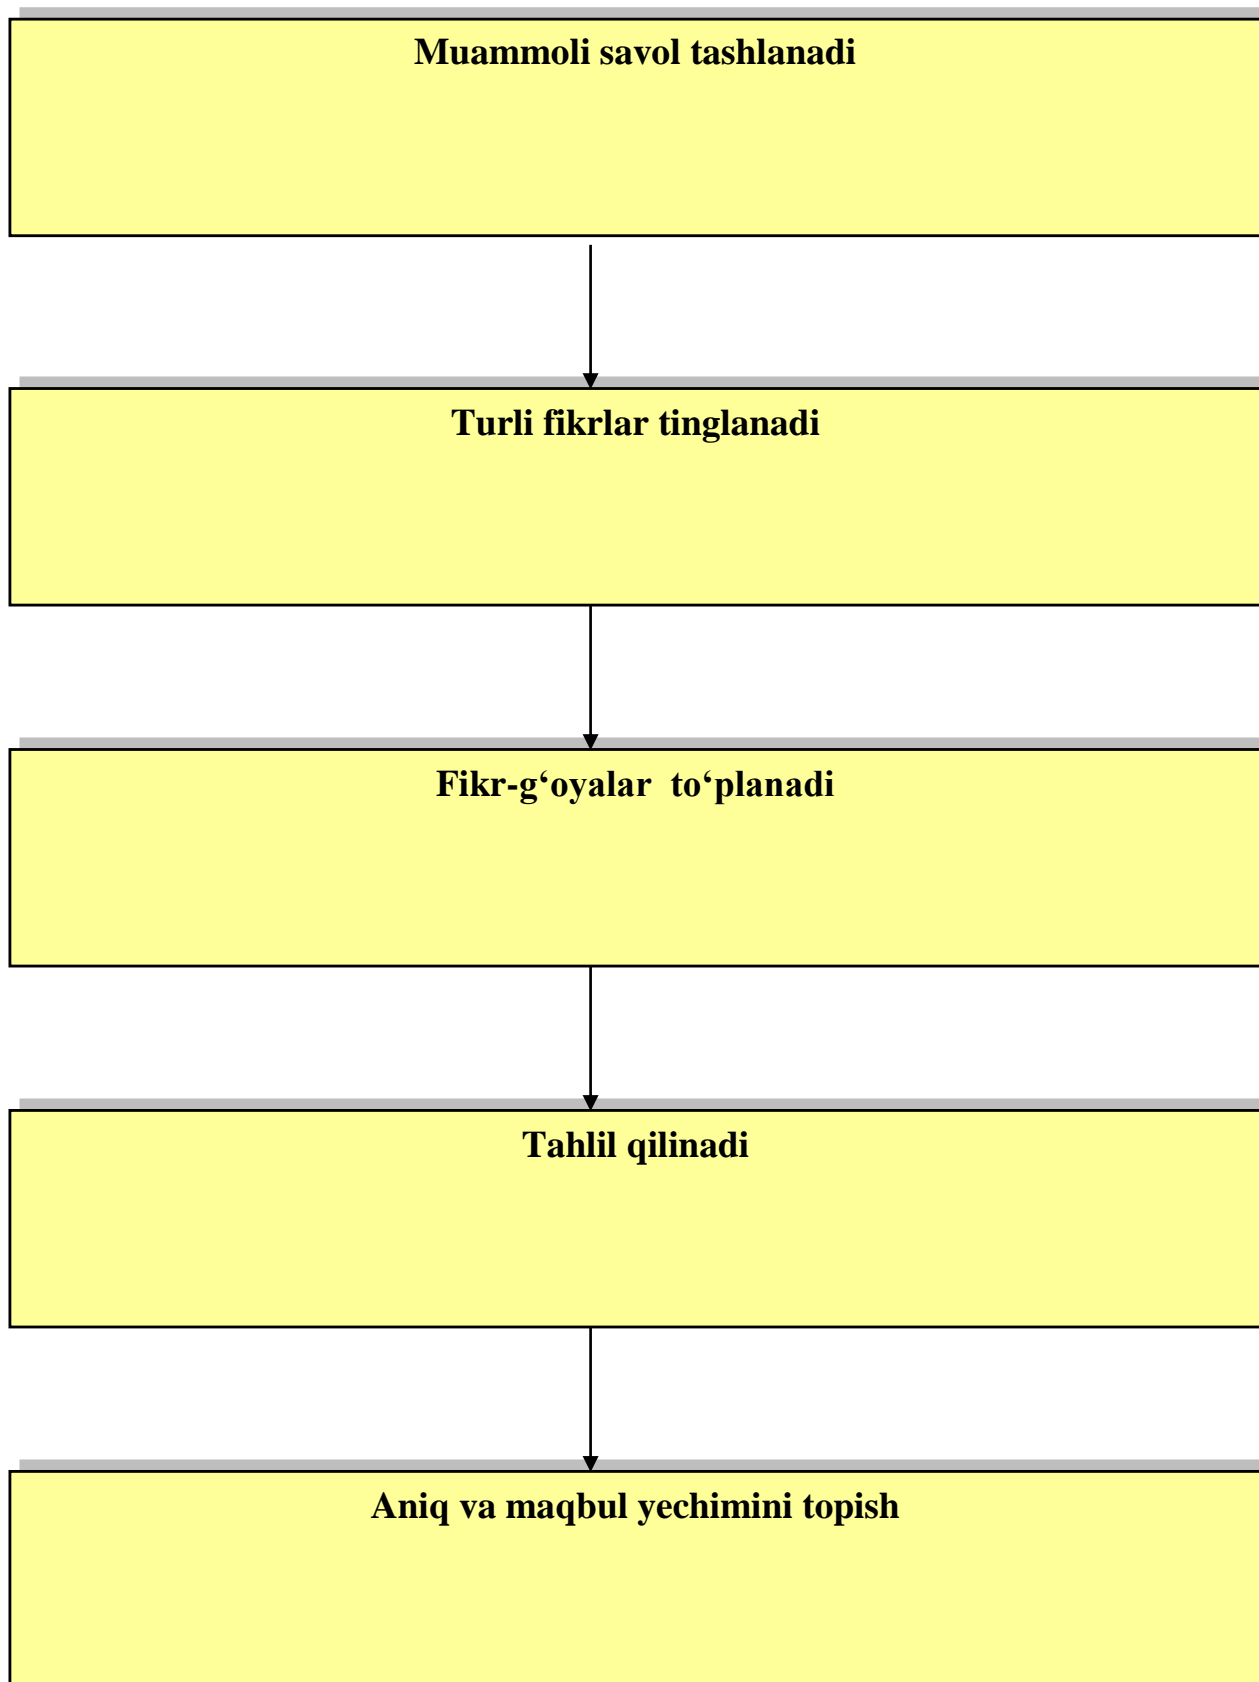 Muammoli savol tashlanadi
Turli fikrlar tinglanadi
Fikr-g‘oyalar  to‘planadi
Tahlil qilinadi
Aniq va maqbul yechimini topish